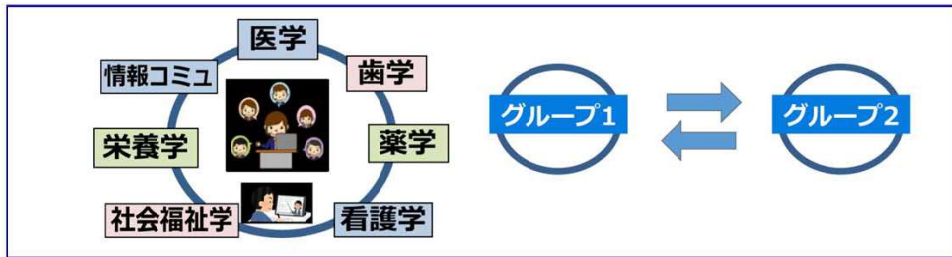 医学
情報コミュ
歯学
栄養学
薬学
社会福祉学
看護学
グループ1
グループ2